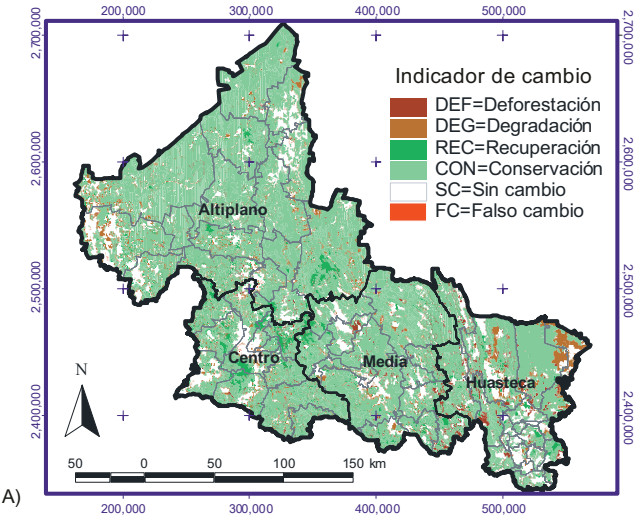 200,000 300,000 400,000 500,000
2,700,000 2,700,000
Indicador de cambio
DEF=Deforestación
DEG=Degradación
REC=Recuperación
CON=Conservación
SC=Sin cambio
FC=Falso cambio
2,600,000 2,600,000
Altiplano
2,500,000 2,500,000
Centro
Media
Huasteca
N
2,400,000 2,400,000
50 0 50 100 150 km
A)
200,000 300,000 400,000 500,000